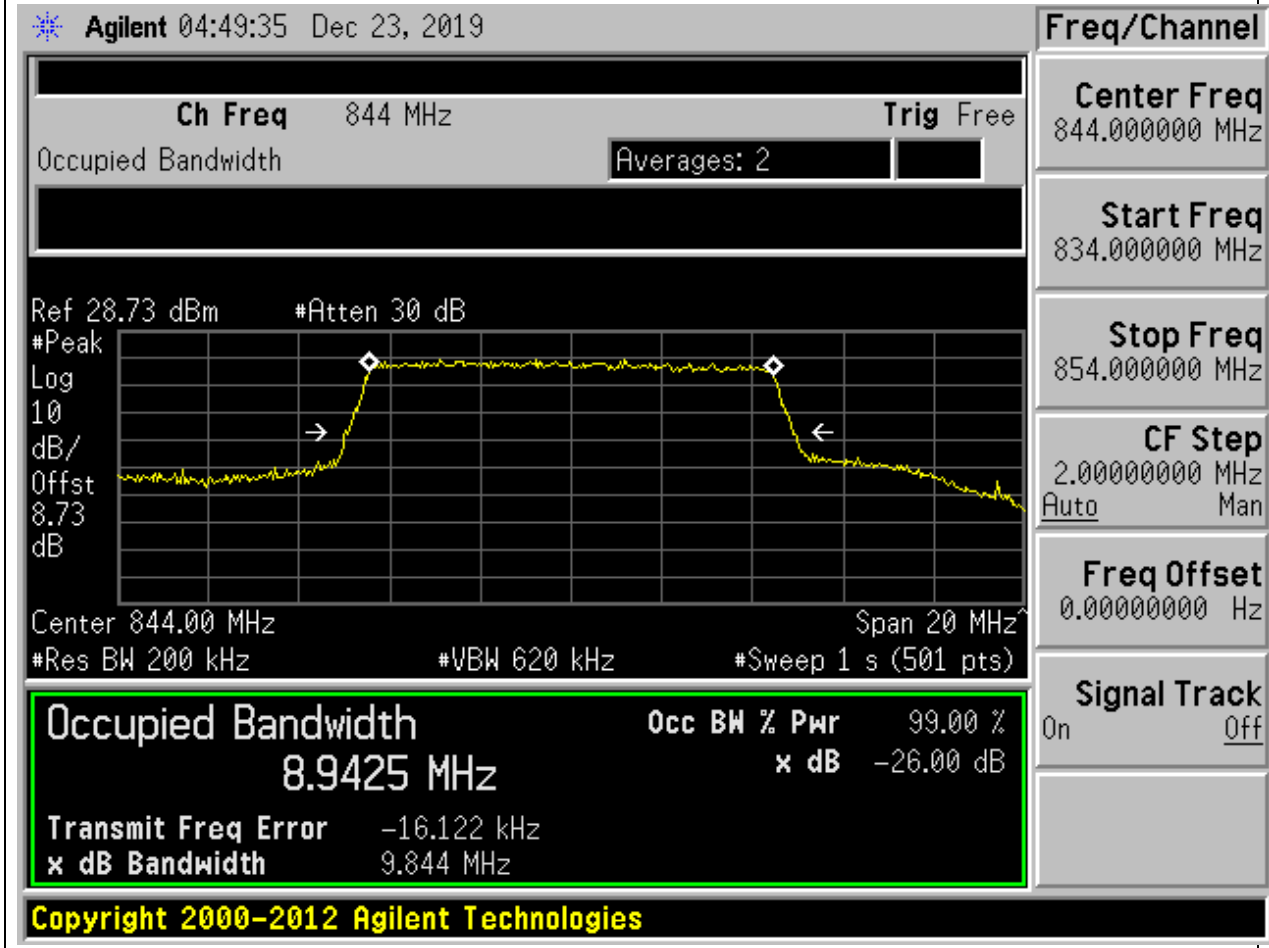 Agilent 04:49:35 Dec 23, 2019
Freq/Channel
Ch Freq 844 MHz Trig Free
Occupied Bandwidth Averages: 2
Ref 28.73 dBm #Atten 30 dB
#Peak
Log
10
dB/
Offst
8.73
dB
Center 844.00 MHz Span 20 MHz^
#Res BW 200 kHz #VBW 620 kHz #Sweep 1 s (501 pts)
Occupied Bandwidth
8.9425 MHz
Occ BW % Pwr 99.00 %
x dB -26.00 dB
Transmit Freq Error -16.122 kHz
x dB Bandwidth 9.844 MHz
Center Freq
844.000000 MHz
Start Freq
834.000000 MHz
Stop Freq
854.000000 MHz
CF Step
2.00000000 MHz
Auto Man
Freq Offset
0.00000000 Hz
Signal Track
On Off
Copyright 2000-2012 Agilent Technologies